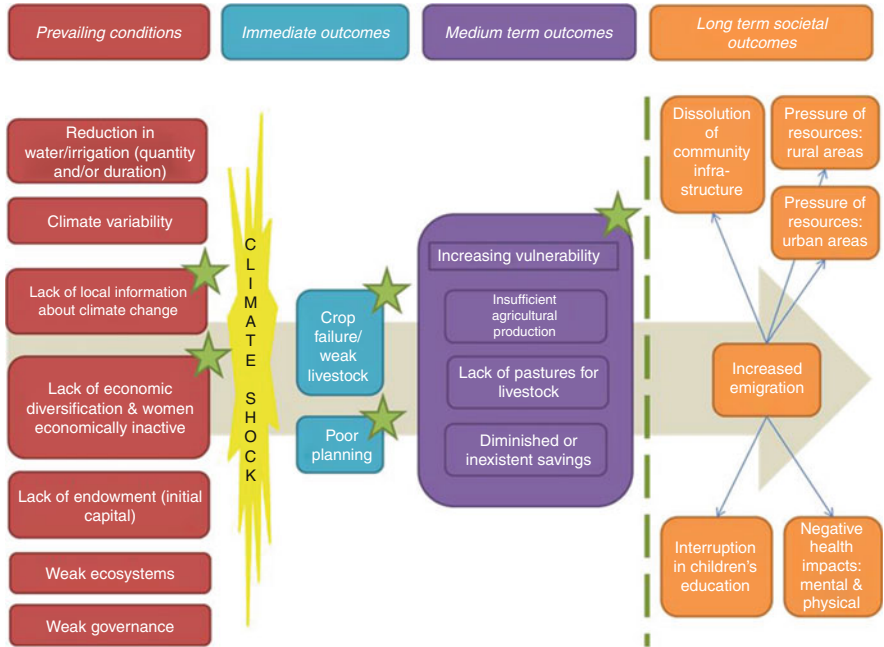 Prevailing conditions
Immediate outcomes
Medium term outcomes
Long term societal
outcomes
Reduction in
water/irrigation (quantity
and/or duration)
Climate variability
Lack of local information
about climate change
Lack of economic
diversification & women
economically inactive
Lack of endowment (initial
capital)
Weak ecosystems
Weak governance
CLIMATE SHOCK
Crop
failure/
weak
livestock
Poor
planning
Increasing vulnerability
Insufficient
agricultural
production
Lack of pastures for
livestock
Diminished or
inexistent savings
Dissolution
of
community
infra-
structure
Pressure of
resources:
rural areas
Pressure of
resources:
urban areas
Increased
emigration
Interruption
in children's
education
Negative
health
impacts:
mental &
physical